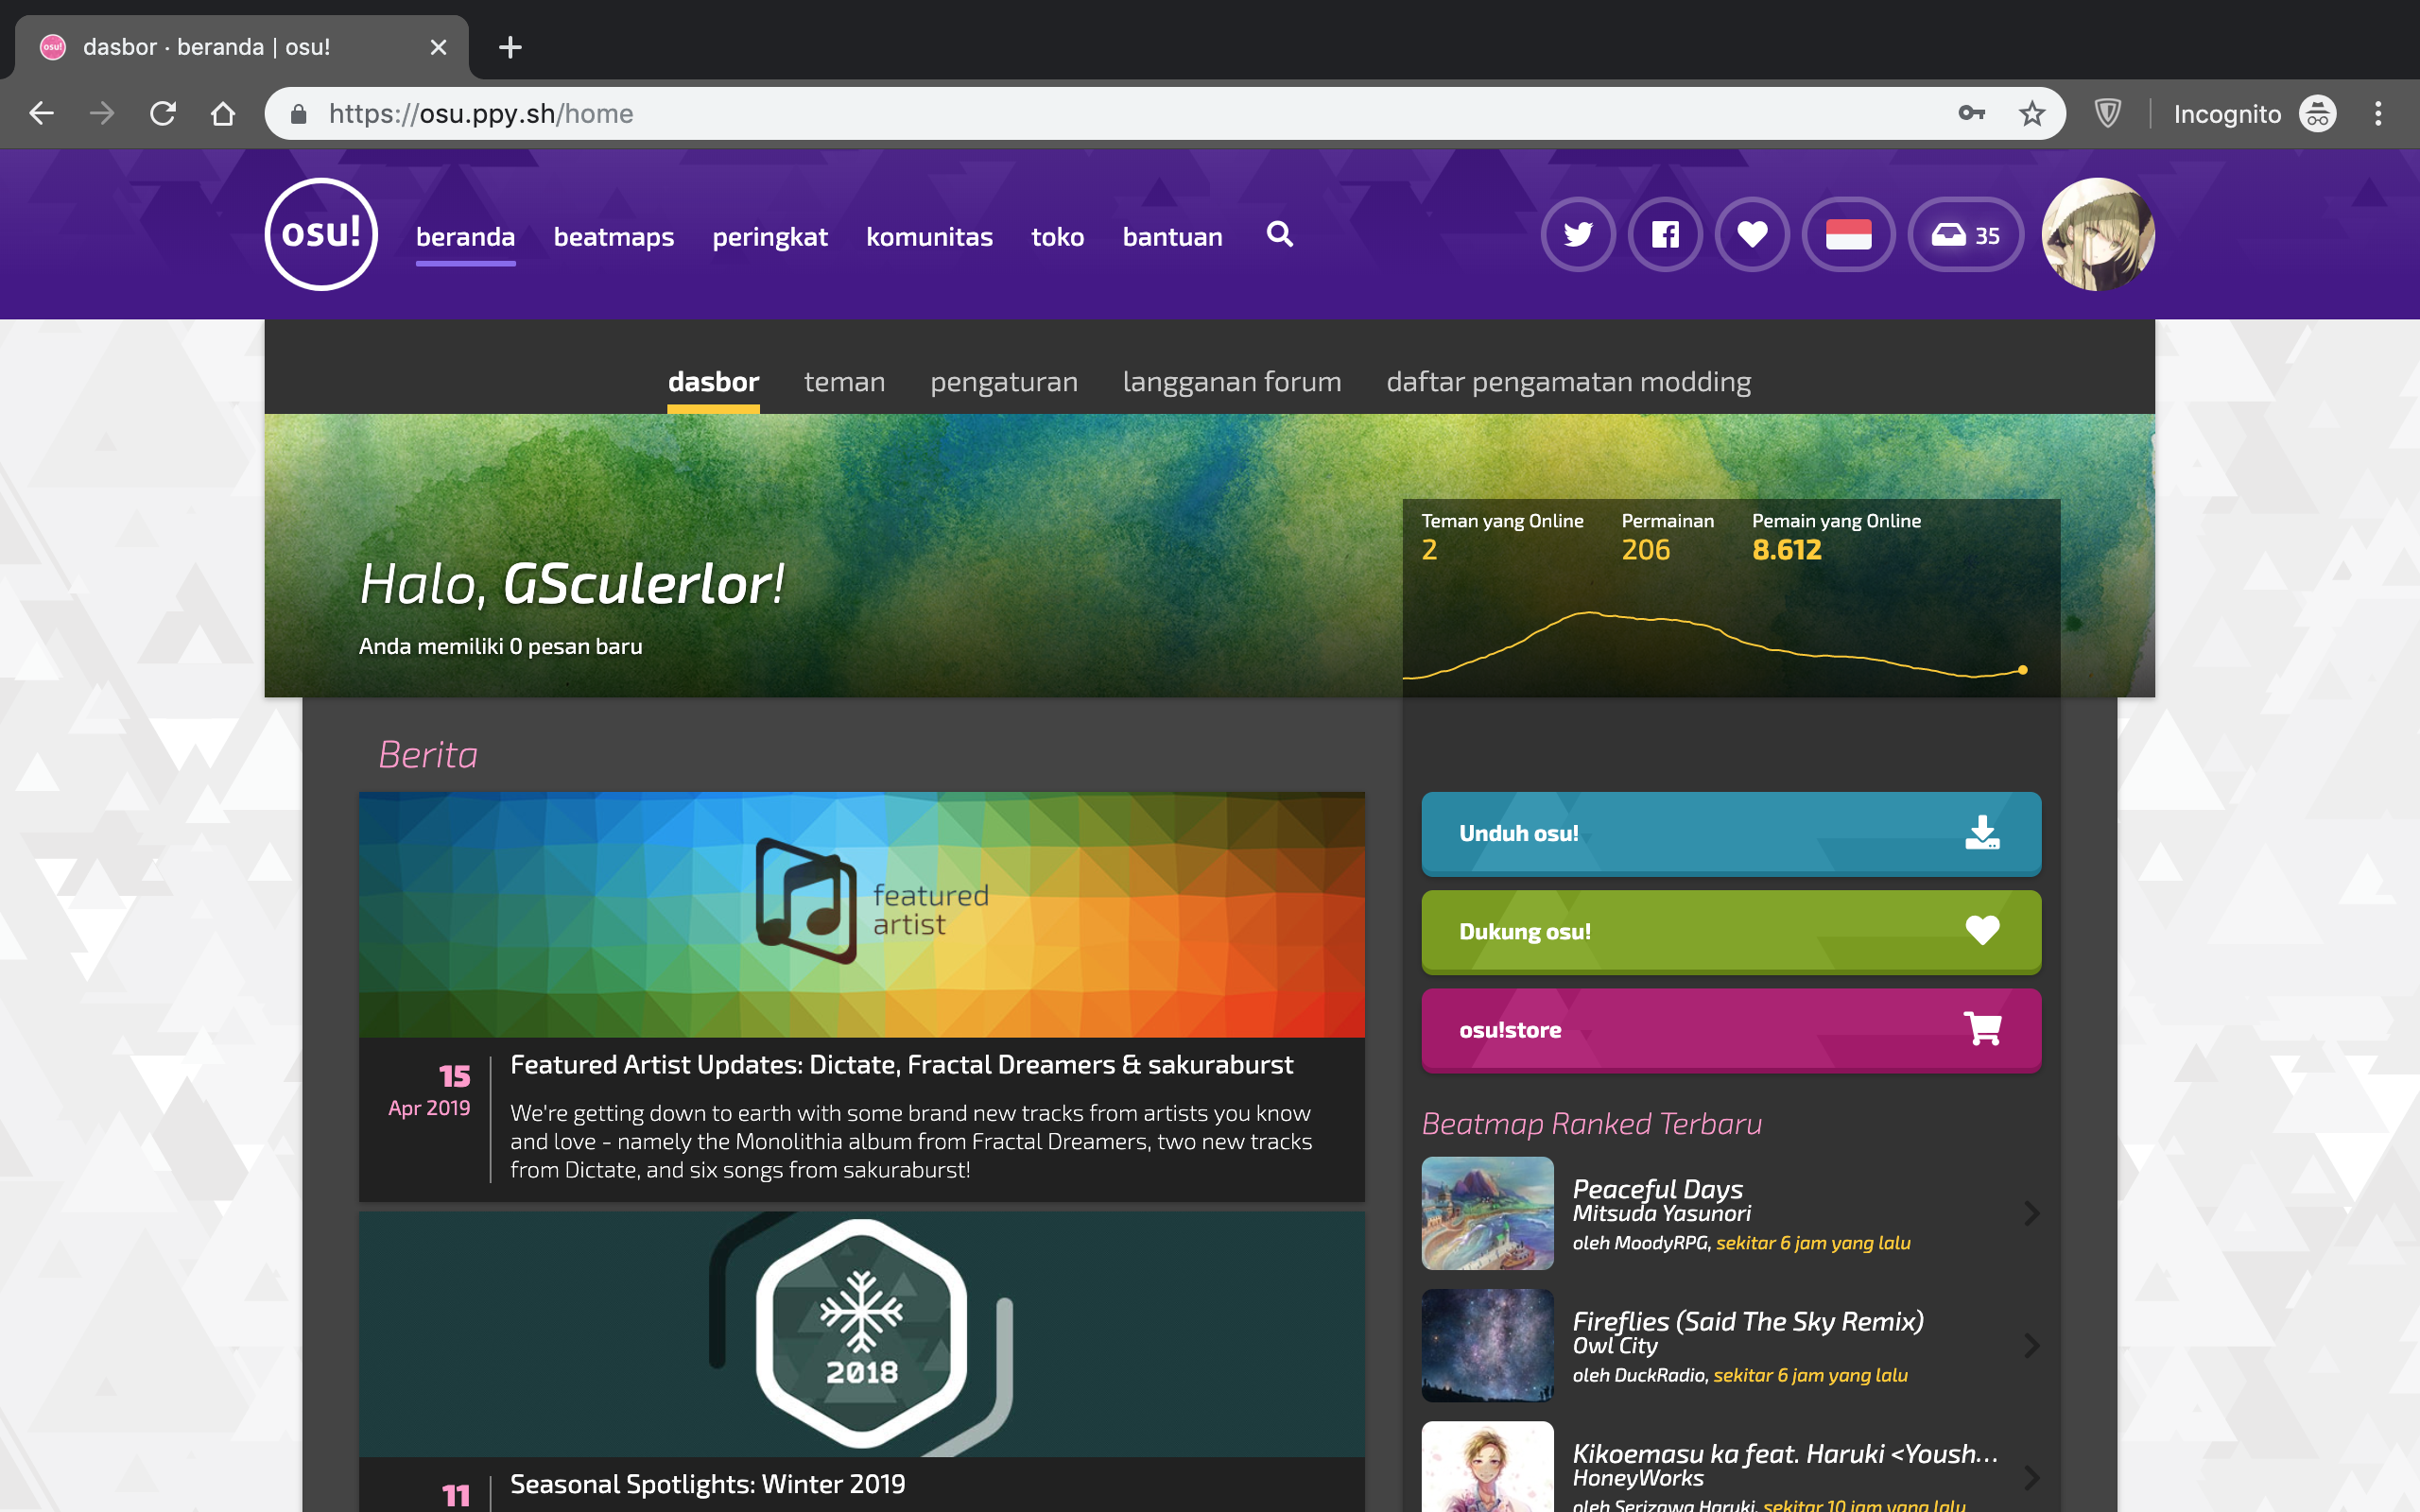 dasbor · beranda | osu!
https://osu.ppy.sh/home
Incognito
osu!
beranda
beatmaps
peringkat
komunitas
toko
bantuan
35
dasbor
teman
pengaturan
langganan forum
daftar pengamatan modding
Halo, GSculerlor!
Anda memiliki 0 pesan baru
Teman yang Online
2
Permainan
206
Pemain yang Online
8.612
Berita
featured
artist
15
Apr 2019
Featured Artist Updates: Dictate, Fractal Dreamers & sakuraburst
We're getting down to earth with some brand new tracks from artists you know
and love - namely the Monolithia album from Fractal Dreamers, two new tracks
from Dictate, and six songs from sakuraburst!
2018
11
Seasonal Spotlights: Winter 2019
Unduh osu!
Dukung osu!
osu!store
Beatmap Ranked Terbaru
Peaceful Days
Mitsuda Yasunori
oleh MoodyRPG, sekitar 6 jam yang lalu
Fireflies (Said The Sky Remix)
Owl City
oleh DuckRadio, sekitar 6 jam yang lalu
Kikoemasu ka feat. Haruki <Yoush...
HoneyWorks
oleh Serizawa Haruki, sekitar 10 jam yang lalu